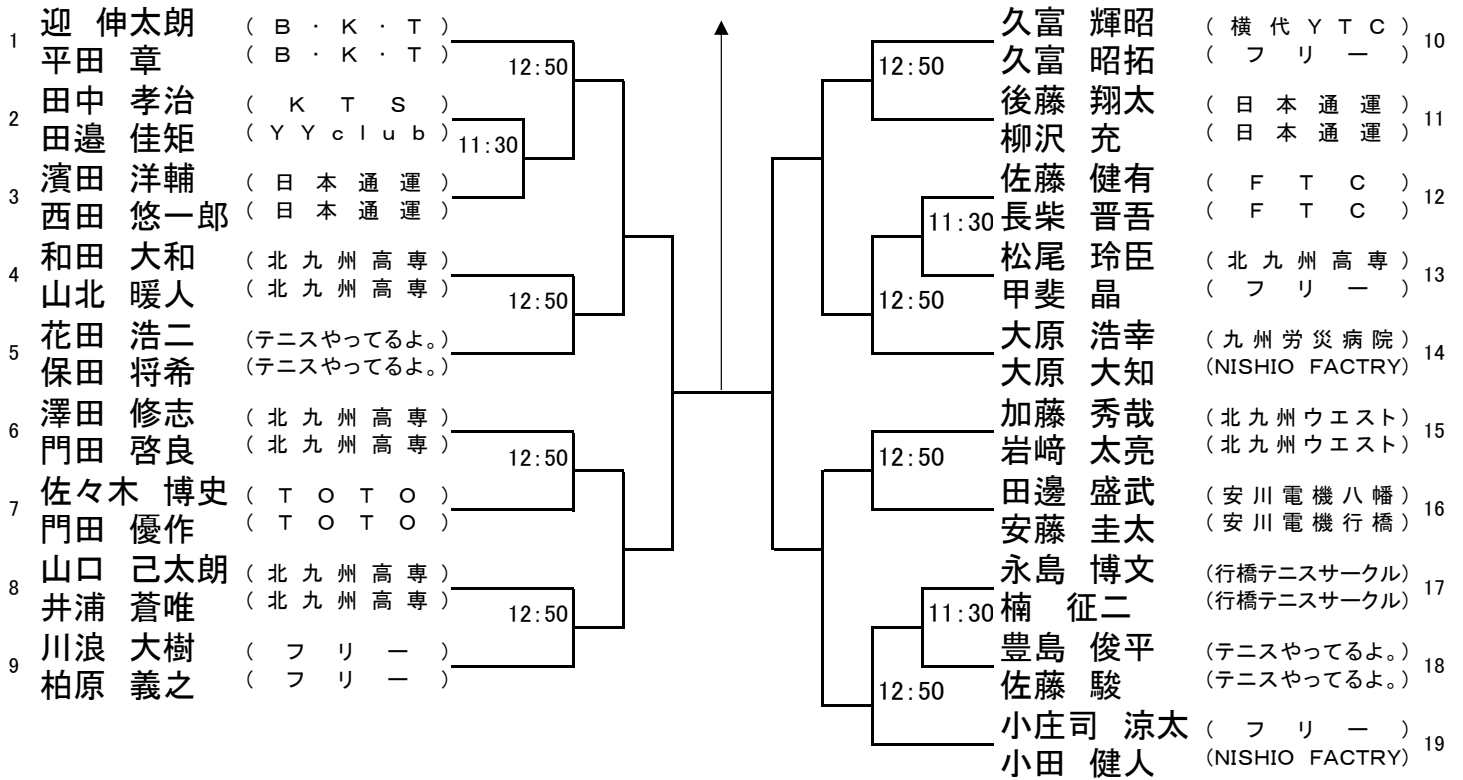 1
迎 伸太朗 (B・K・T)
平田 章 (B・K・T)
12:50
2
田中 孝治 (KTS)
田邉 佳矩 (YYclub)
11:30
3
濱田 洋輔 (日本通運)
西田 悠一郎 (日本通運)
4
和田 大和 (北九州高専)
山北 暖人 (北九州高専)
12:50
5
花田 浩二 (テニスやってるよ。)
保田 将希 (テニスやってるよ。)
6
澤田 修志 (北九州高専)
門田 啓良 (北九州高専)
12:50
7
佐々木 博史 (TOTO)
門田 優作 (TOTO)
8
山口 己太朗 (北九州高専)
井浦 蒼唯 (北九州高専)
12:50
9
川浪 大樹 (フリー)
柏原 義之 (フリー)
久富 輝昭 (横代YTC)
久富 昭拓 (フリー)
10
12:50
後藤 翔太 (日本通運)
柳沢 充 (日本通運)
11
佐藤 健有 (FTC)
長柴 晋吾 (FTC)
12
11:30
松尾 玲臣 (北九州高専)
甲斐 晶 (フリー)
13
12:50
大原 浩幸 (九州労災病院)
大原 大知 (NISHIO FACTRY)
14
加藤 秀哉 (北九州ウエスト)
岩﨑 太亮 (北九州ウエスト)
15
12:50
田邊 盛武 (安川電機八幡)
安藤 圭太 (安川電機行橋)
16
永島 博文 (行橋テニスサークル)
楠 征二 (行橋テニスサークル)
17
11:30
豊島 俊平 (テニスやってるよ。)
佐藤 駿 (テニスやってるよ。)
18
12:50
小庄司 涼太 (フリー)
小田 健人 (NISHIO FACTRY)
19